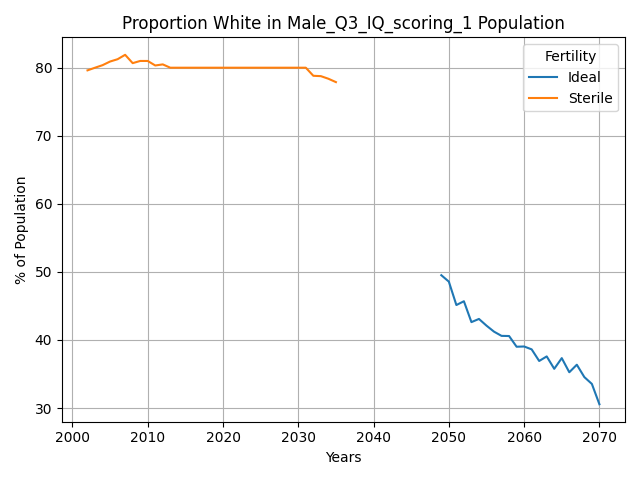 Proportion White in Male_Q3_IQ_scoring_1 Population
Fertility
Ideal
Sterile
% of Population
80
70
60
50
40
30
2000 2010 2020 2030 2040 2050 2060 2070
Years